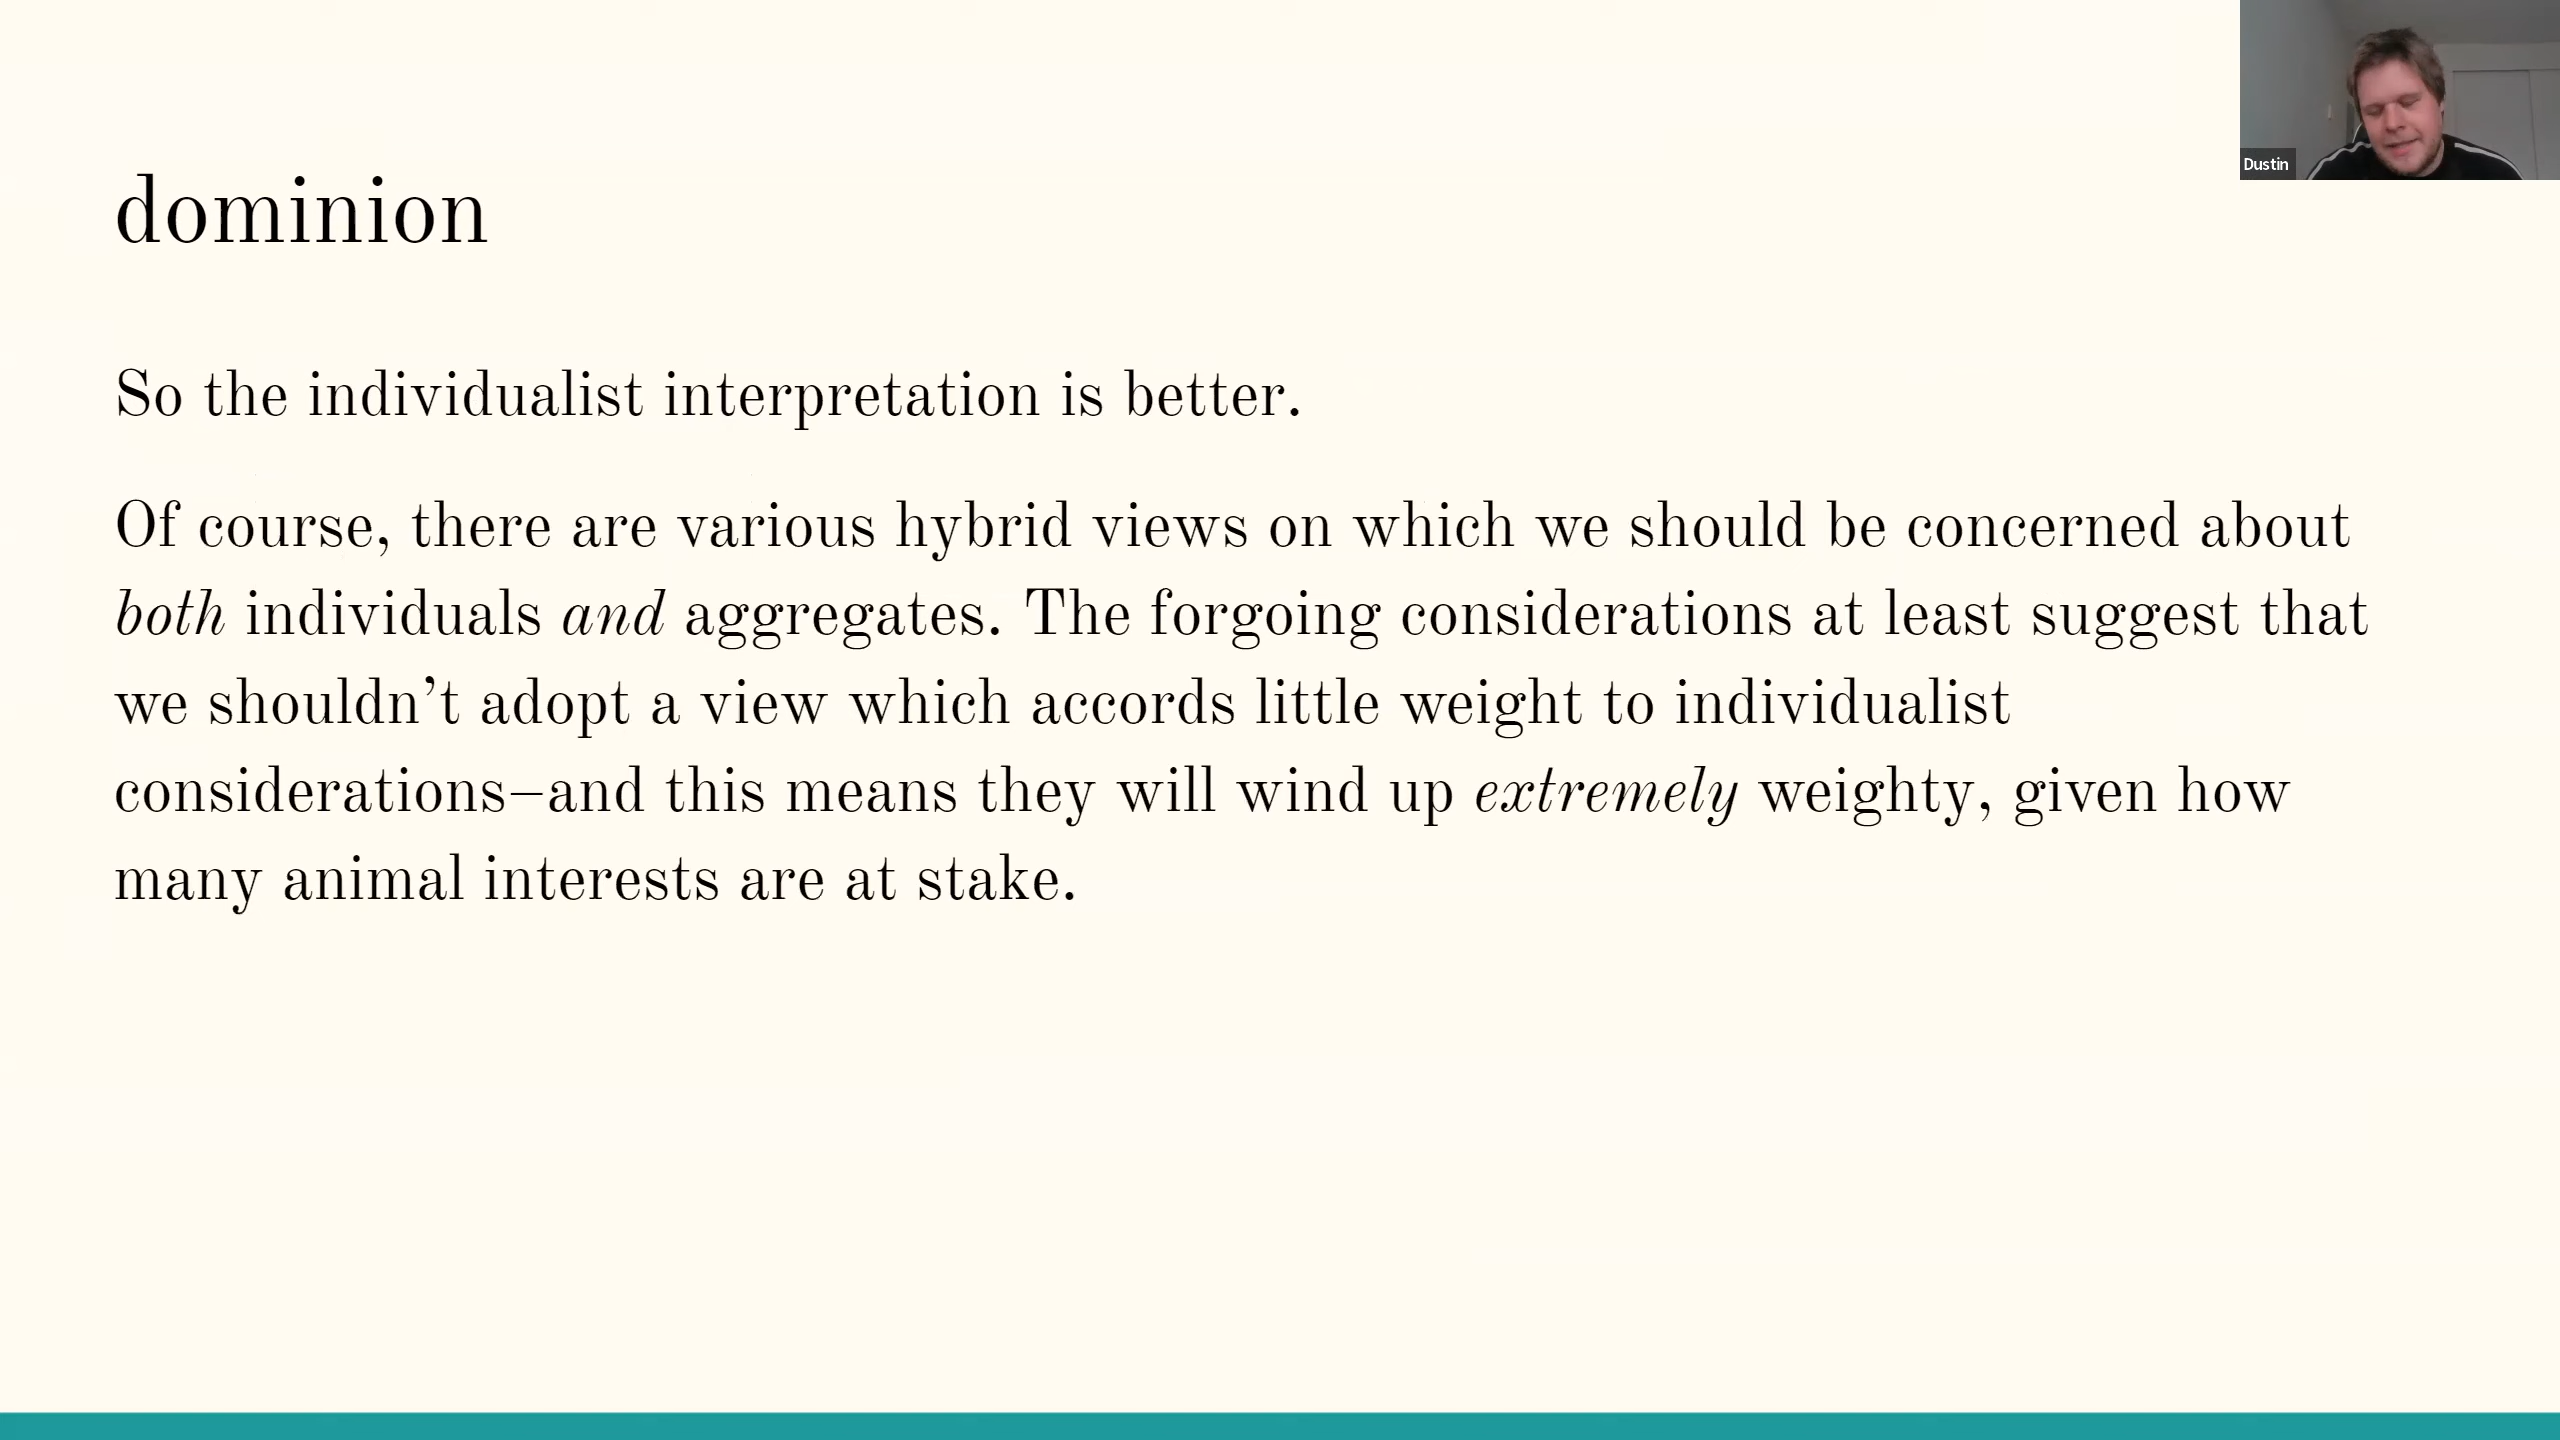 dominion
So the individualist interpretation is better.
Of course, there are various hybrid views on which we should be concerned about
both individuals and aggregates. The forgoing considerations at least suggest that
we shouldn’t adopt a view which accords little weight to individualist
considerations–and this means they will wind up extremely weighty, given how
many animal interests are at stake.
Dustin